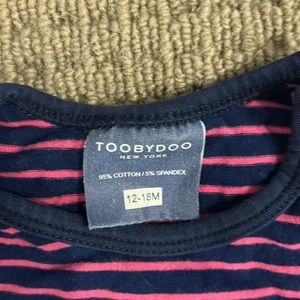 TOOBYDOO
NEW YORK
95% COTTON / 5% SPANDEX
12-18M